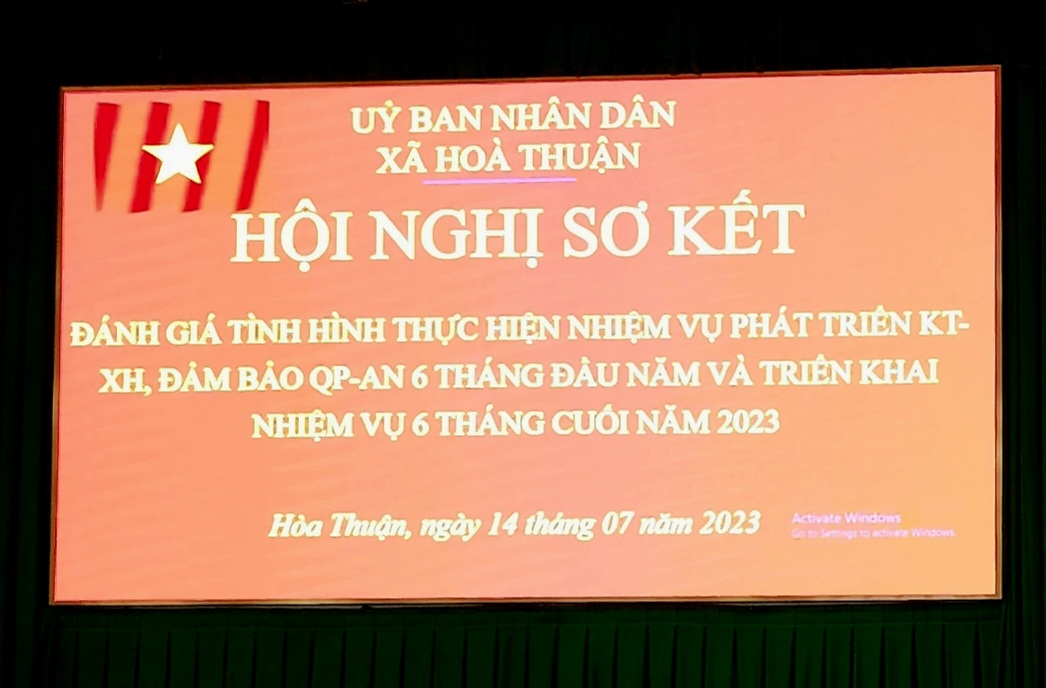 UỶ BAN NHÂN DÂN
XÃ HOÀ THUẬN
HỘI NGHỊ SƠ KẾT
ĐÁNH GIÁ TÌNH HÌNH THỰC HIỆN NHIỆM VỤ PHÁT TRIỂN KT-
XH, ĐẢM BẢO QP-AN 6 THÁNG ĐẦU NĂM VÀ TRIỂN KHAI
NHIỆM VỤ 6 THÁNG CUỐI NĂM 2023
Hòa Thuận, ngày 14 tháng 07 năm 2023
Activate Windows
Go to Settings to activate Windows.